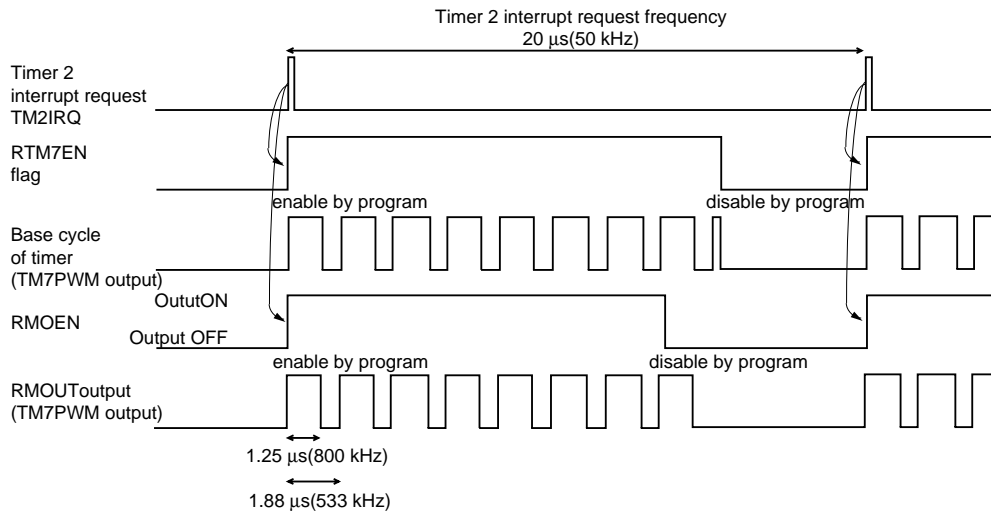 Timer 2 interrupt request frequency
20 μs(50 kHz)
Timer 2
interrupt request
TM2IRQ
RTM7EN
flag
enable by program
disable by program
Base cycle
of timer
(TM7PWM output)
OututON
RMOEN
Output OFF
enable by program
disable by program
RMOUToutput
(TM7PWM output)
1.25 μs(800 kHz)
1.88 μs(533 kHz)